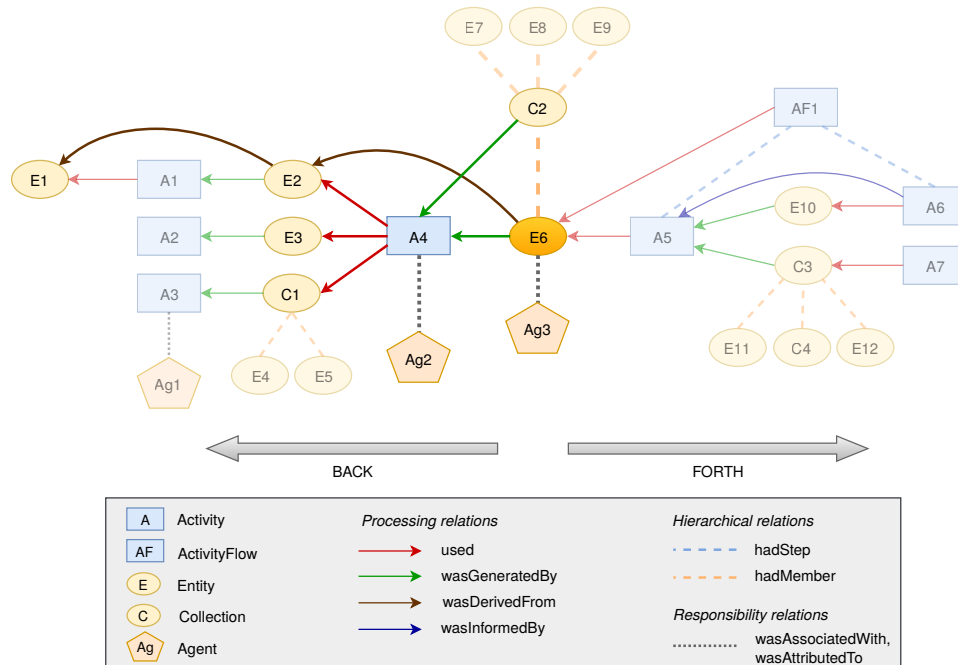 E7 E8 E9
C2 AF1
E1 A1 E2 E10 A6
A2 E3 A4 E6 A5
A3 C1 C3 A7
Ag3
E11 C4 E12
Ag2
Ag1 E4 E5
BACK FORTH
A Activity Processing relations Hierarchical relations
AF ActivityFlow used hadStep
E Entity wasGeneratedBy hadMember
C Collection wasDerivedFrom Responsibility relations
Ag Agent wasInformedBy wasAssociatedWith,
wasAttributedTo